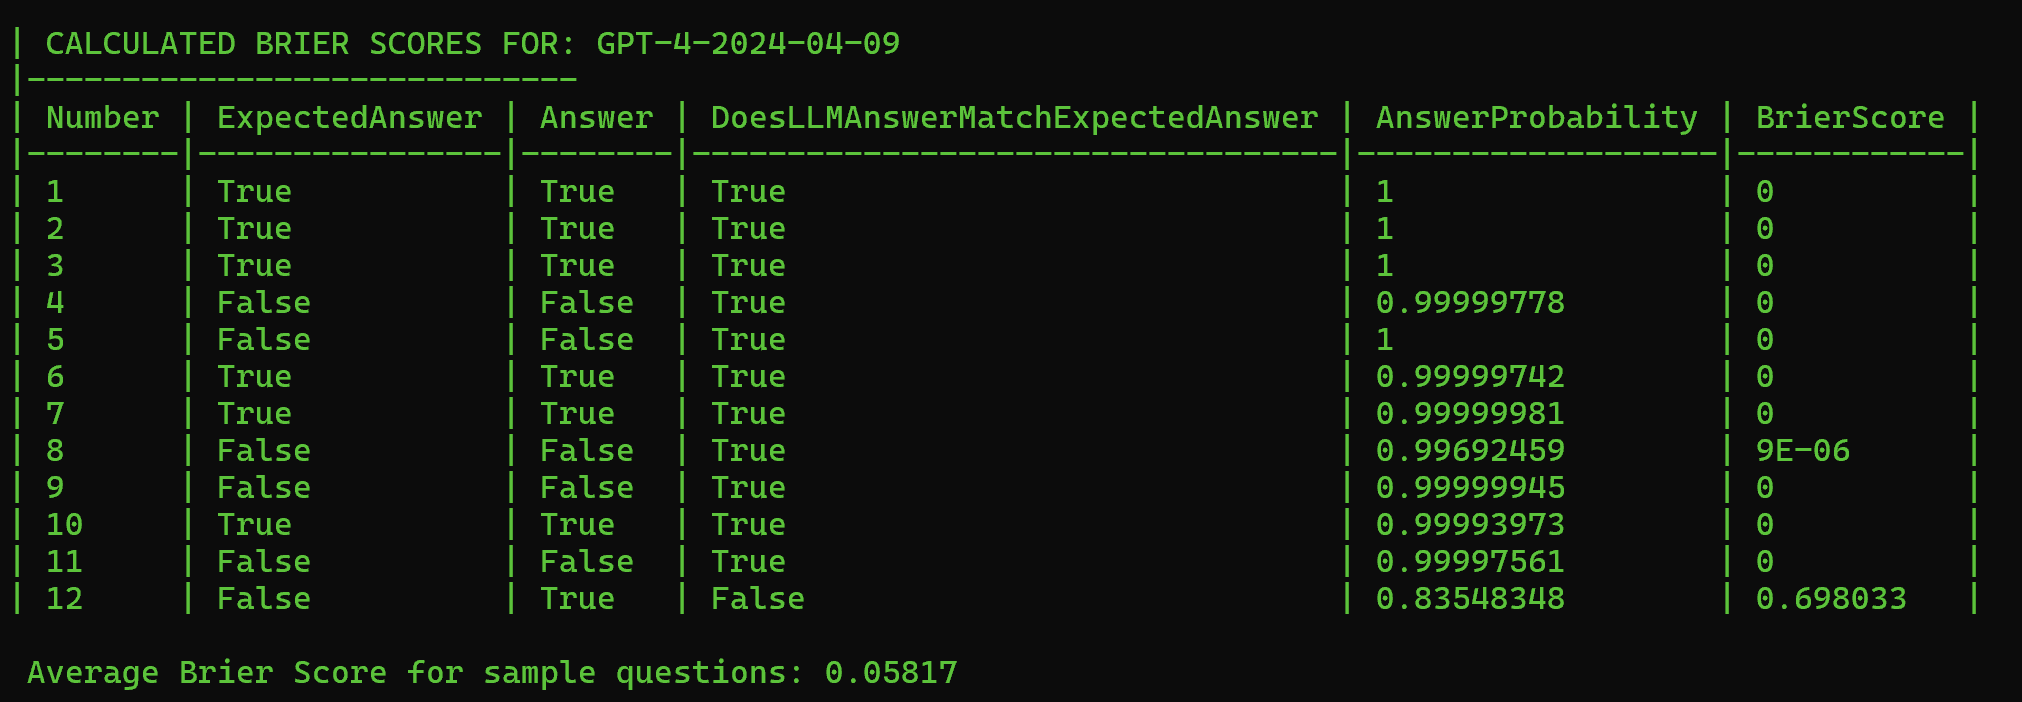 | CALCULATED BRIER SCORES FOR: GPT-4-2024-04-09
|-----------------------------
| Number | ExpectedAnswer | Answer | DoesLLMAnswerMatchExpectedAnswer | AnswerProbability | BrierScore |
|--------|----------------|--------|----------------------------------|-------------------|------------|
| 1 | True | True | True | 1 | 0 |
| 2 | True | True | True | 1 | 0 |
| 3 | True | True | True | 1 | 0 |
| 4 | False | False | True | 0.99999778 | 0 |
| 5 | False | False | True | 1 | 0 |
| 6 | True | True | True | 0.99999742 | 0 |
| 7 | True | True | True | 0.99999981 | 0 |
| 8 | False | False | True | 0.99692459 | 9E-06 |
| 9 | False | False | True | 0.99999945 | 0 |
| 10 | True | True | True | 0.99993973 | 0 |
| 11 | False | False | True | 0.99997561 | 0 |
| 12 | False | True | False | 0.83548348 | 0.698033 |
Average Brier Score for sample questions: 0.05817